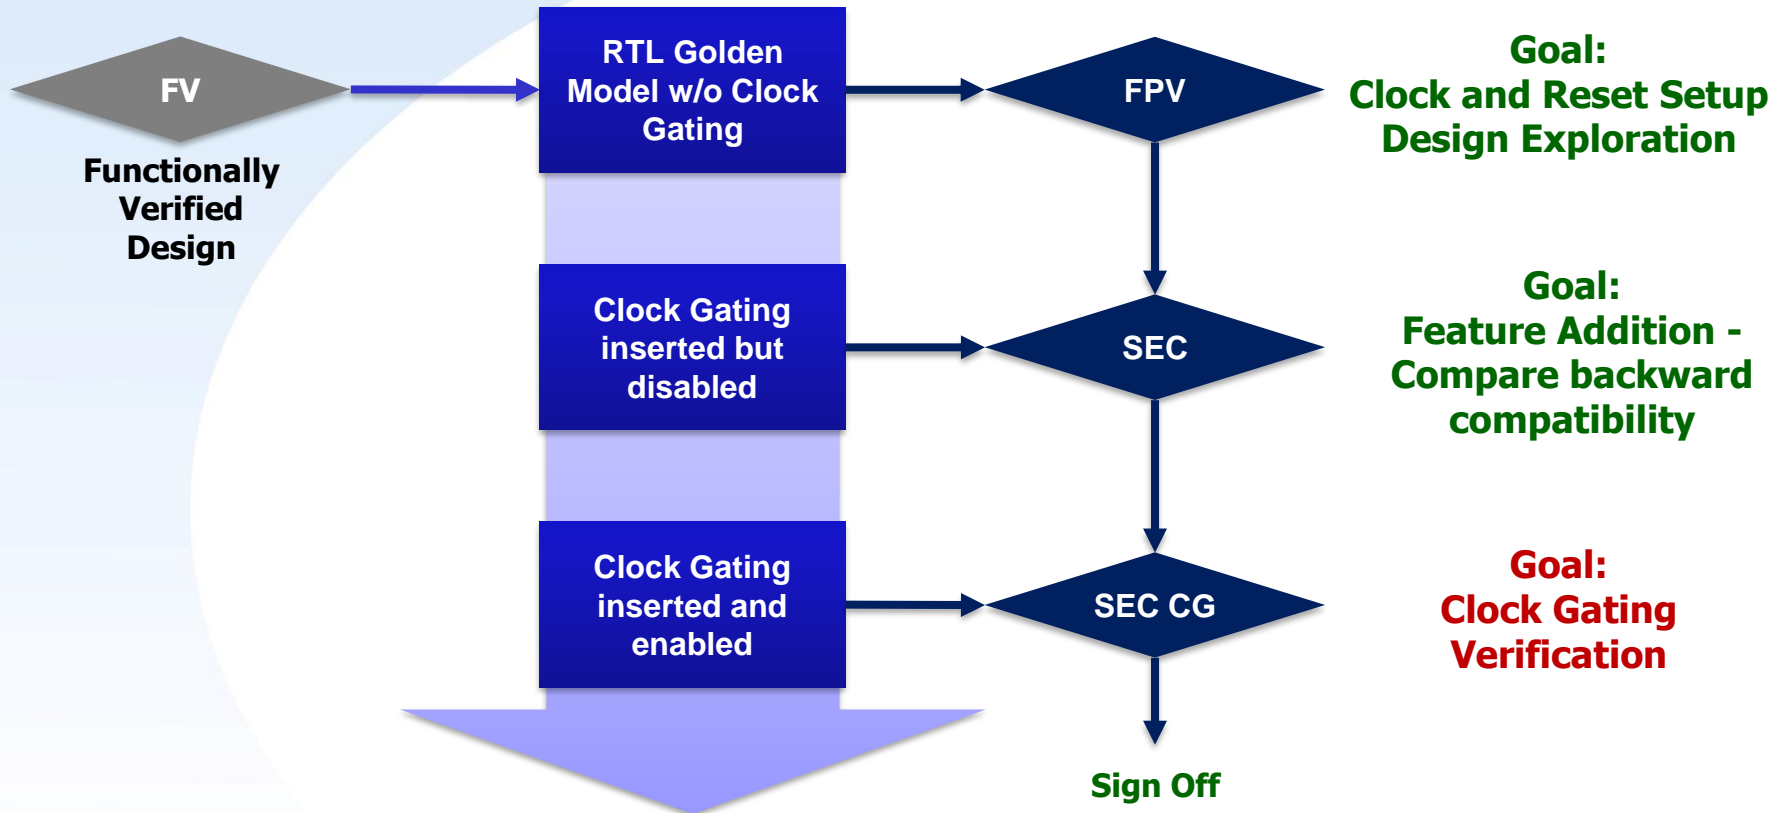 FV
Functionally
Verified
Design
RTL Golden
Model w/o Clock
Gating
FPV
Goal:
Clock and Reset Setup
Design Exploration
Clock Gating
inserted but
disabled
SEC
Goal:
Feature Addition -
Compare backward
compatibility
Clock Gating
inserted and
enabled
SEC CG
Goal:
Clock Gating
Verification
Sign Off